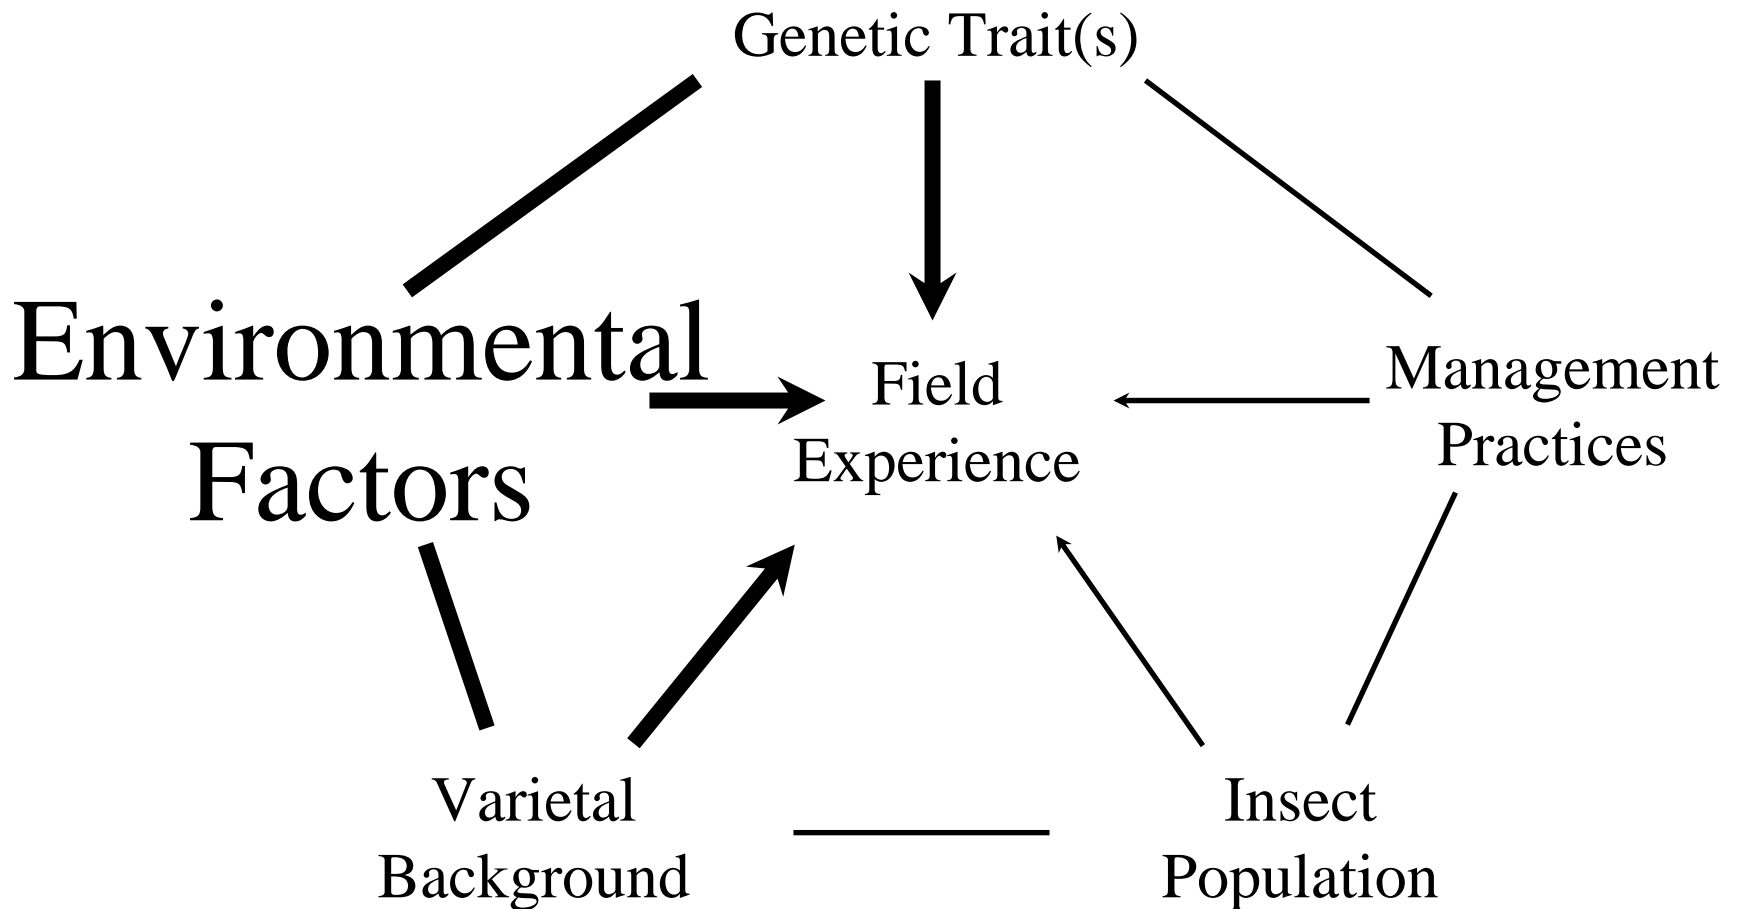 Genetic Trait(s)
Environmental
Factors
Field
Experience
Management
Practices
Varietal
Background
Insect
Population